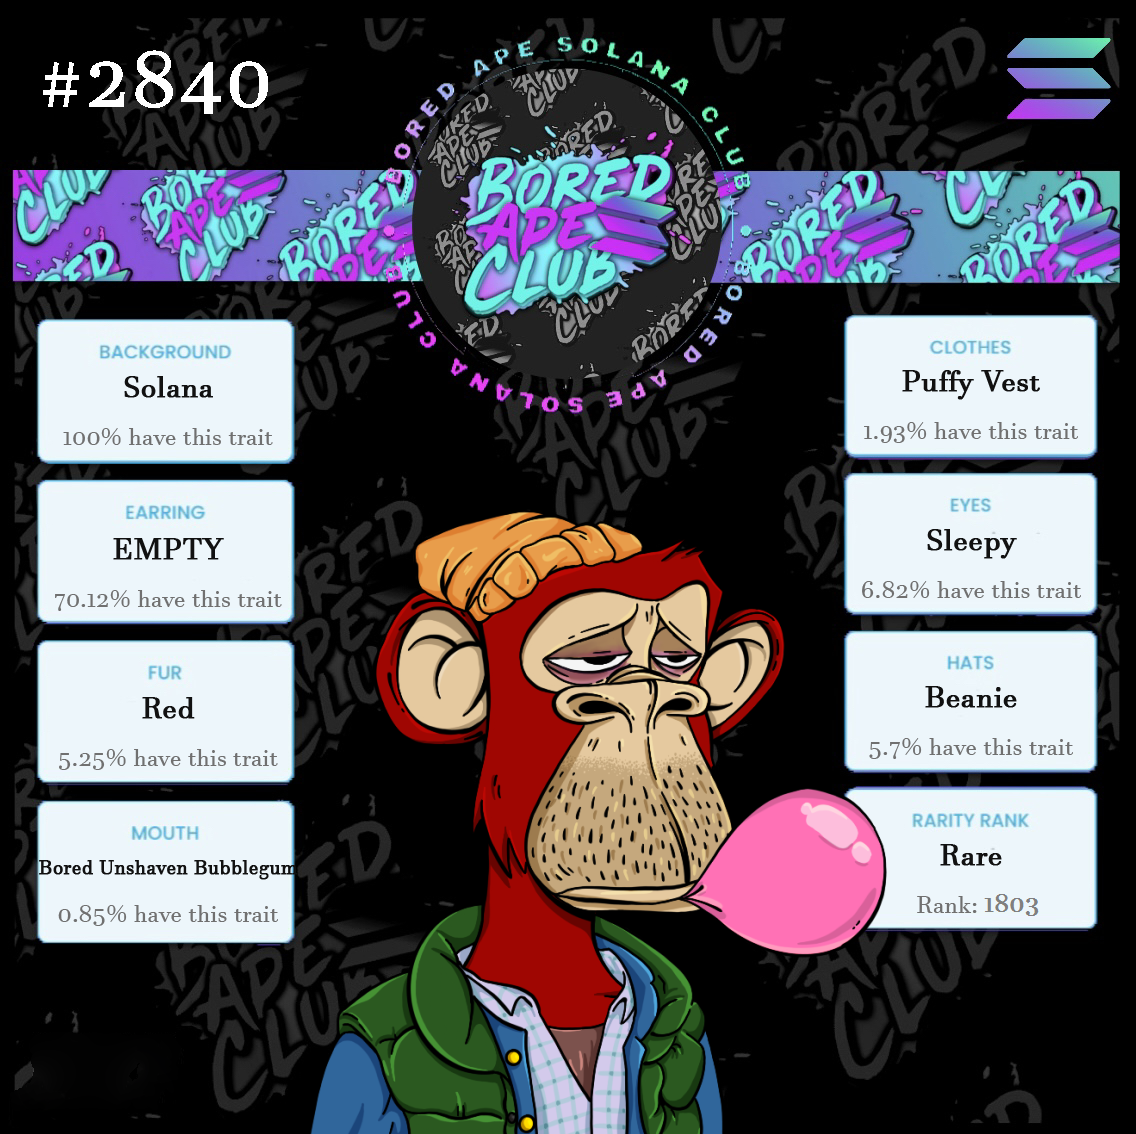 #2840
BORED APE SOLANA CLUB
BORED APE SOLANA CLUB
BORED
APE
CLUB
BACKGROUND
Solana
100% have this trait
EARRING
EMPTY
70.12% have this trait
FUR
Red
5.25% have this trait
MOUTH
Bored Unshaven Bubblegum
0.85% have this trait
CLOTHES
Puffy Vest
1.93% have this trait
EYES
Sleepy
6.82% have this trait
HATS
Beanie
5.7% have this trait
RARITY RANK
Rare
Rank: 1803